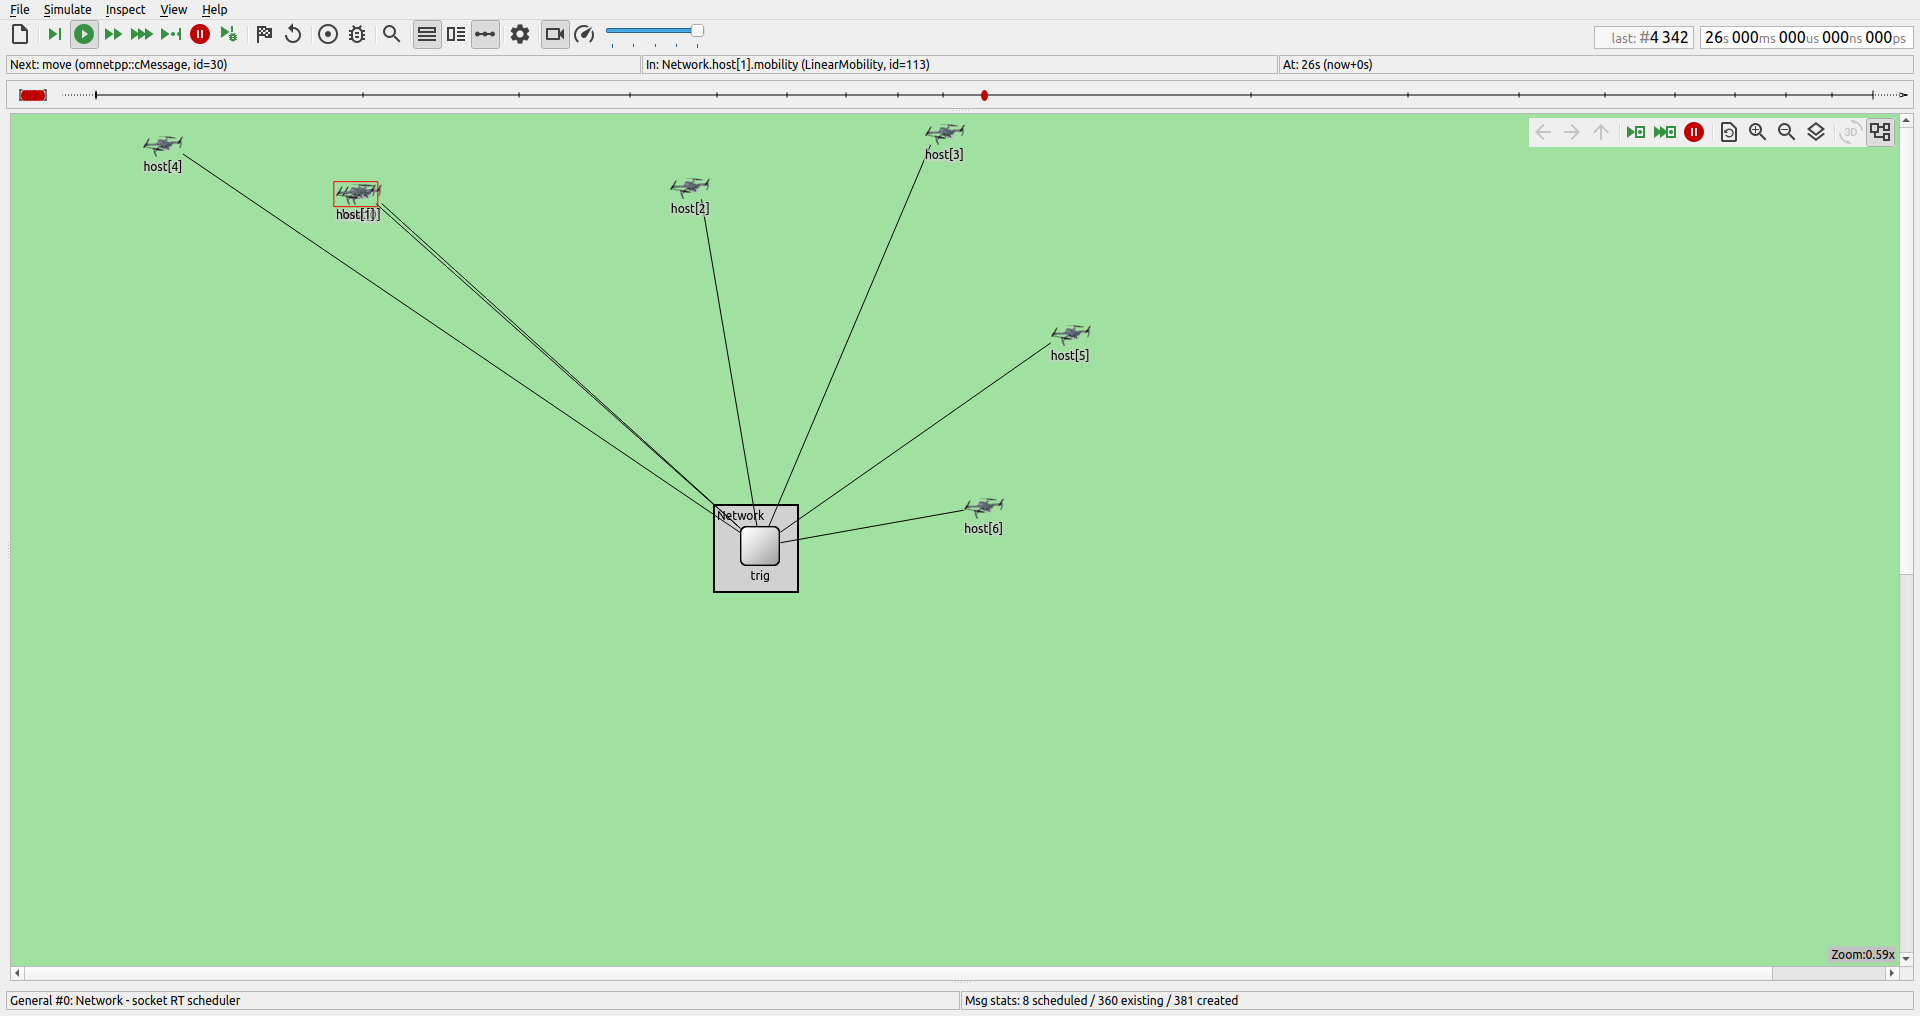 File Simulate Inspect View Help
last: #4 342
26s 000ms 000us 000ns 000ps
Next: move (omnetpp::cMessage, id=30)
In: Network.host[1].mobility (LinearMobility, id=113)
At: 26s (now+0s)
3D
host[4]
host[3]
host[2]
host[5]
host[6]
Network
trig
Zoom:0.59x
General #0: Network - socket RT scheduler
Msg stats: 8 scheduled / 360 existing / 381 created